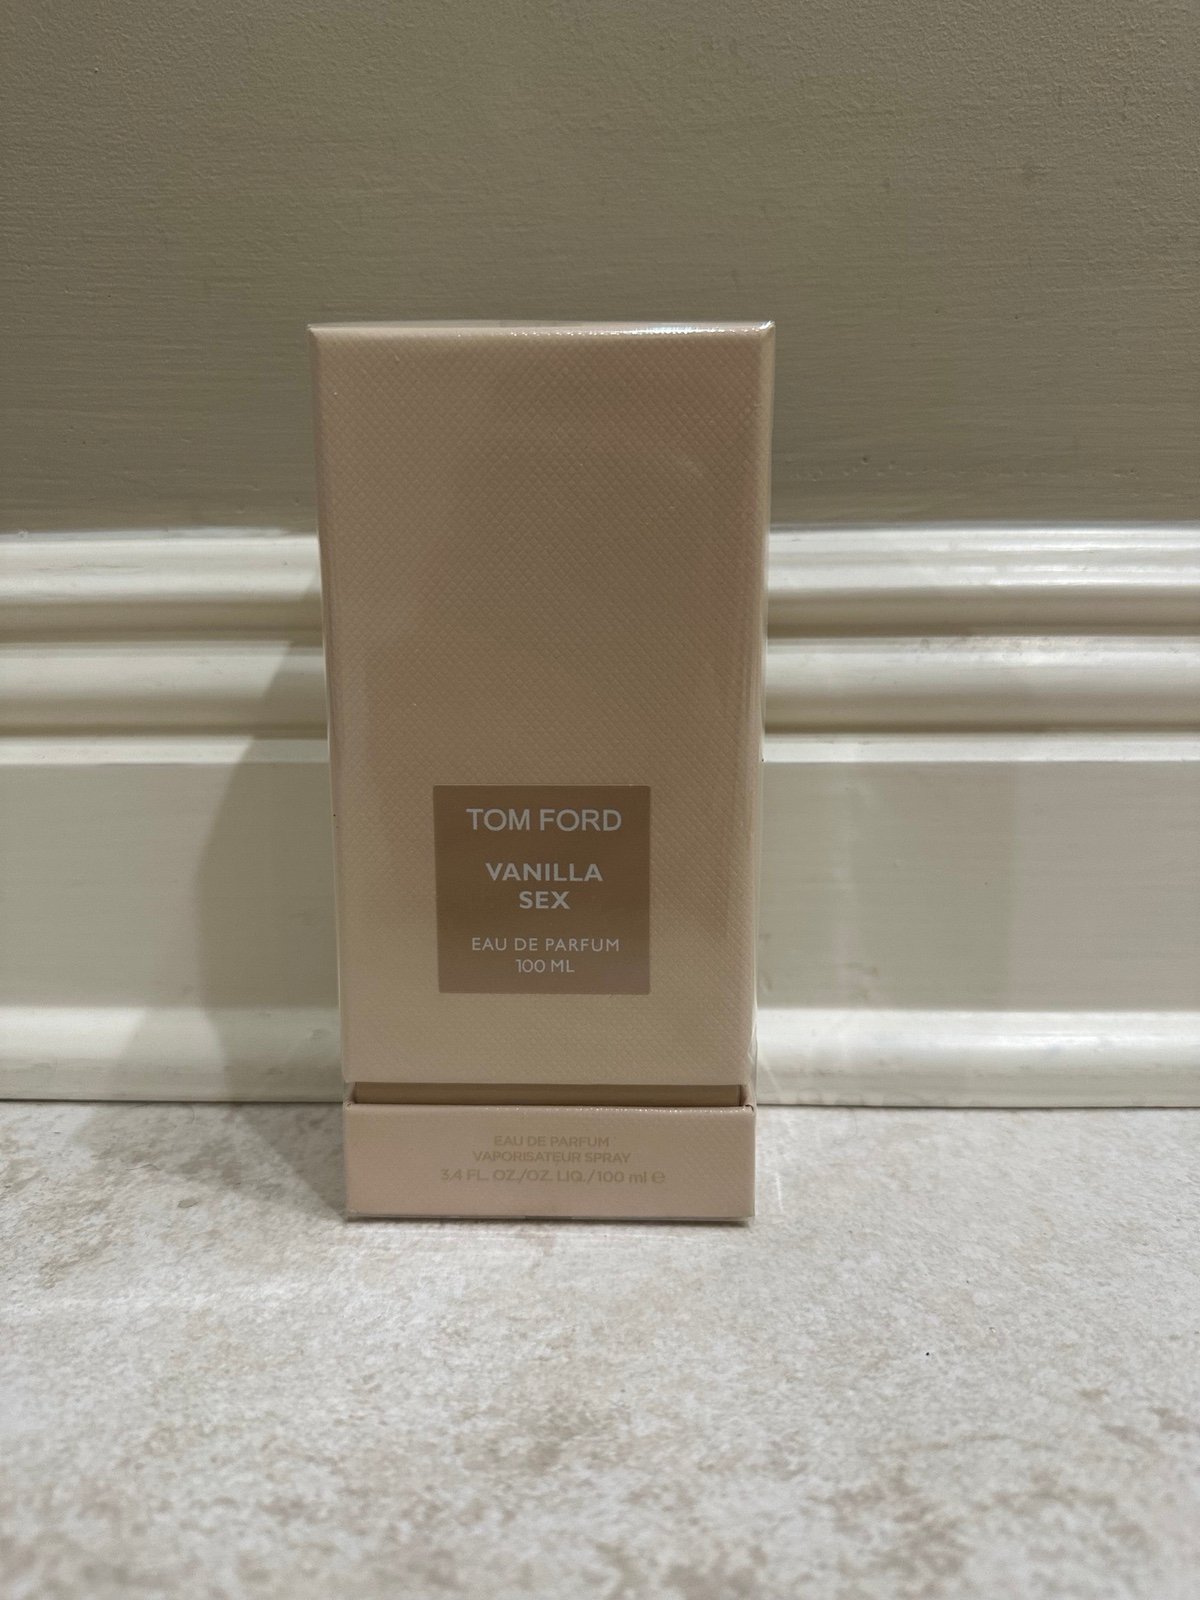 TOM FORD
VANILLA
SEX
EAU DE PARFUM
100 ML
EAU DE PARFUM
VAPORISATEUR SPRAY
3.4 FL. OZ./OZ. LIQ./100 ml ℮